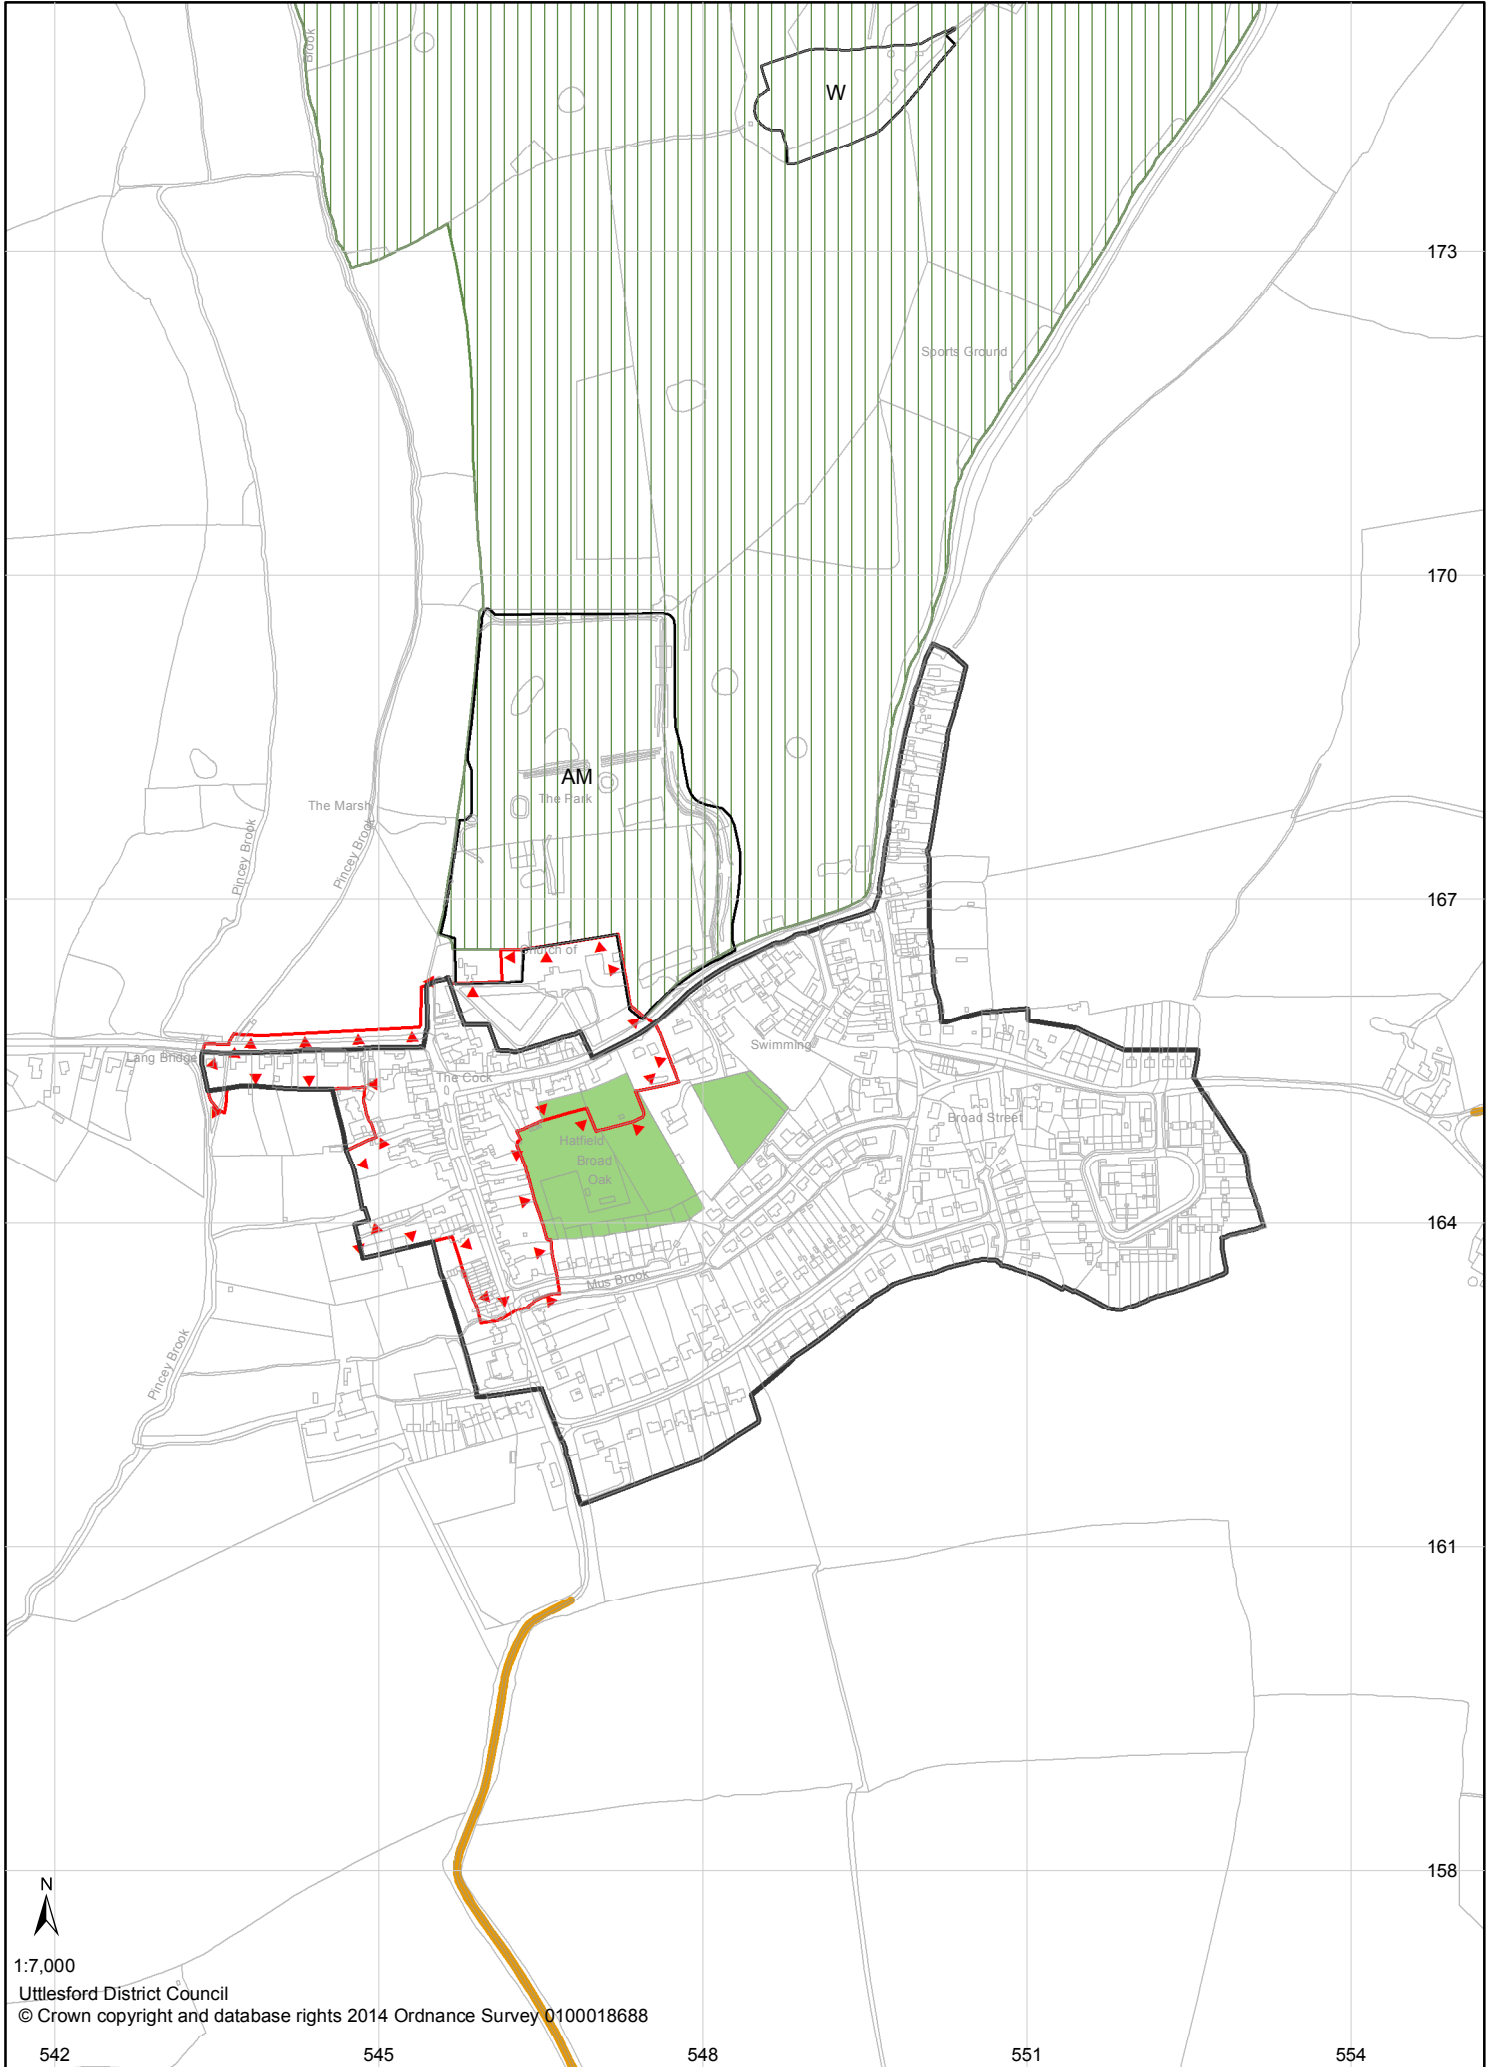 Brook
W
173
Sports Ground
170
AM
The Park
The Marsh
Pincey Brook
Pincey Brook
167
Church of
Lang Bridge
Swimming
The Cock
Broad Street
Hatfield
Broad
Oak
164
Mus Brook
Pincey Brook
161
158
N
1:7,000
Uttlesford District Council
© Crown copyright and database rights 2014 Ordnance Survey 0100018688
542 545 548 551 554